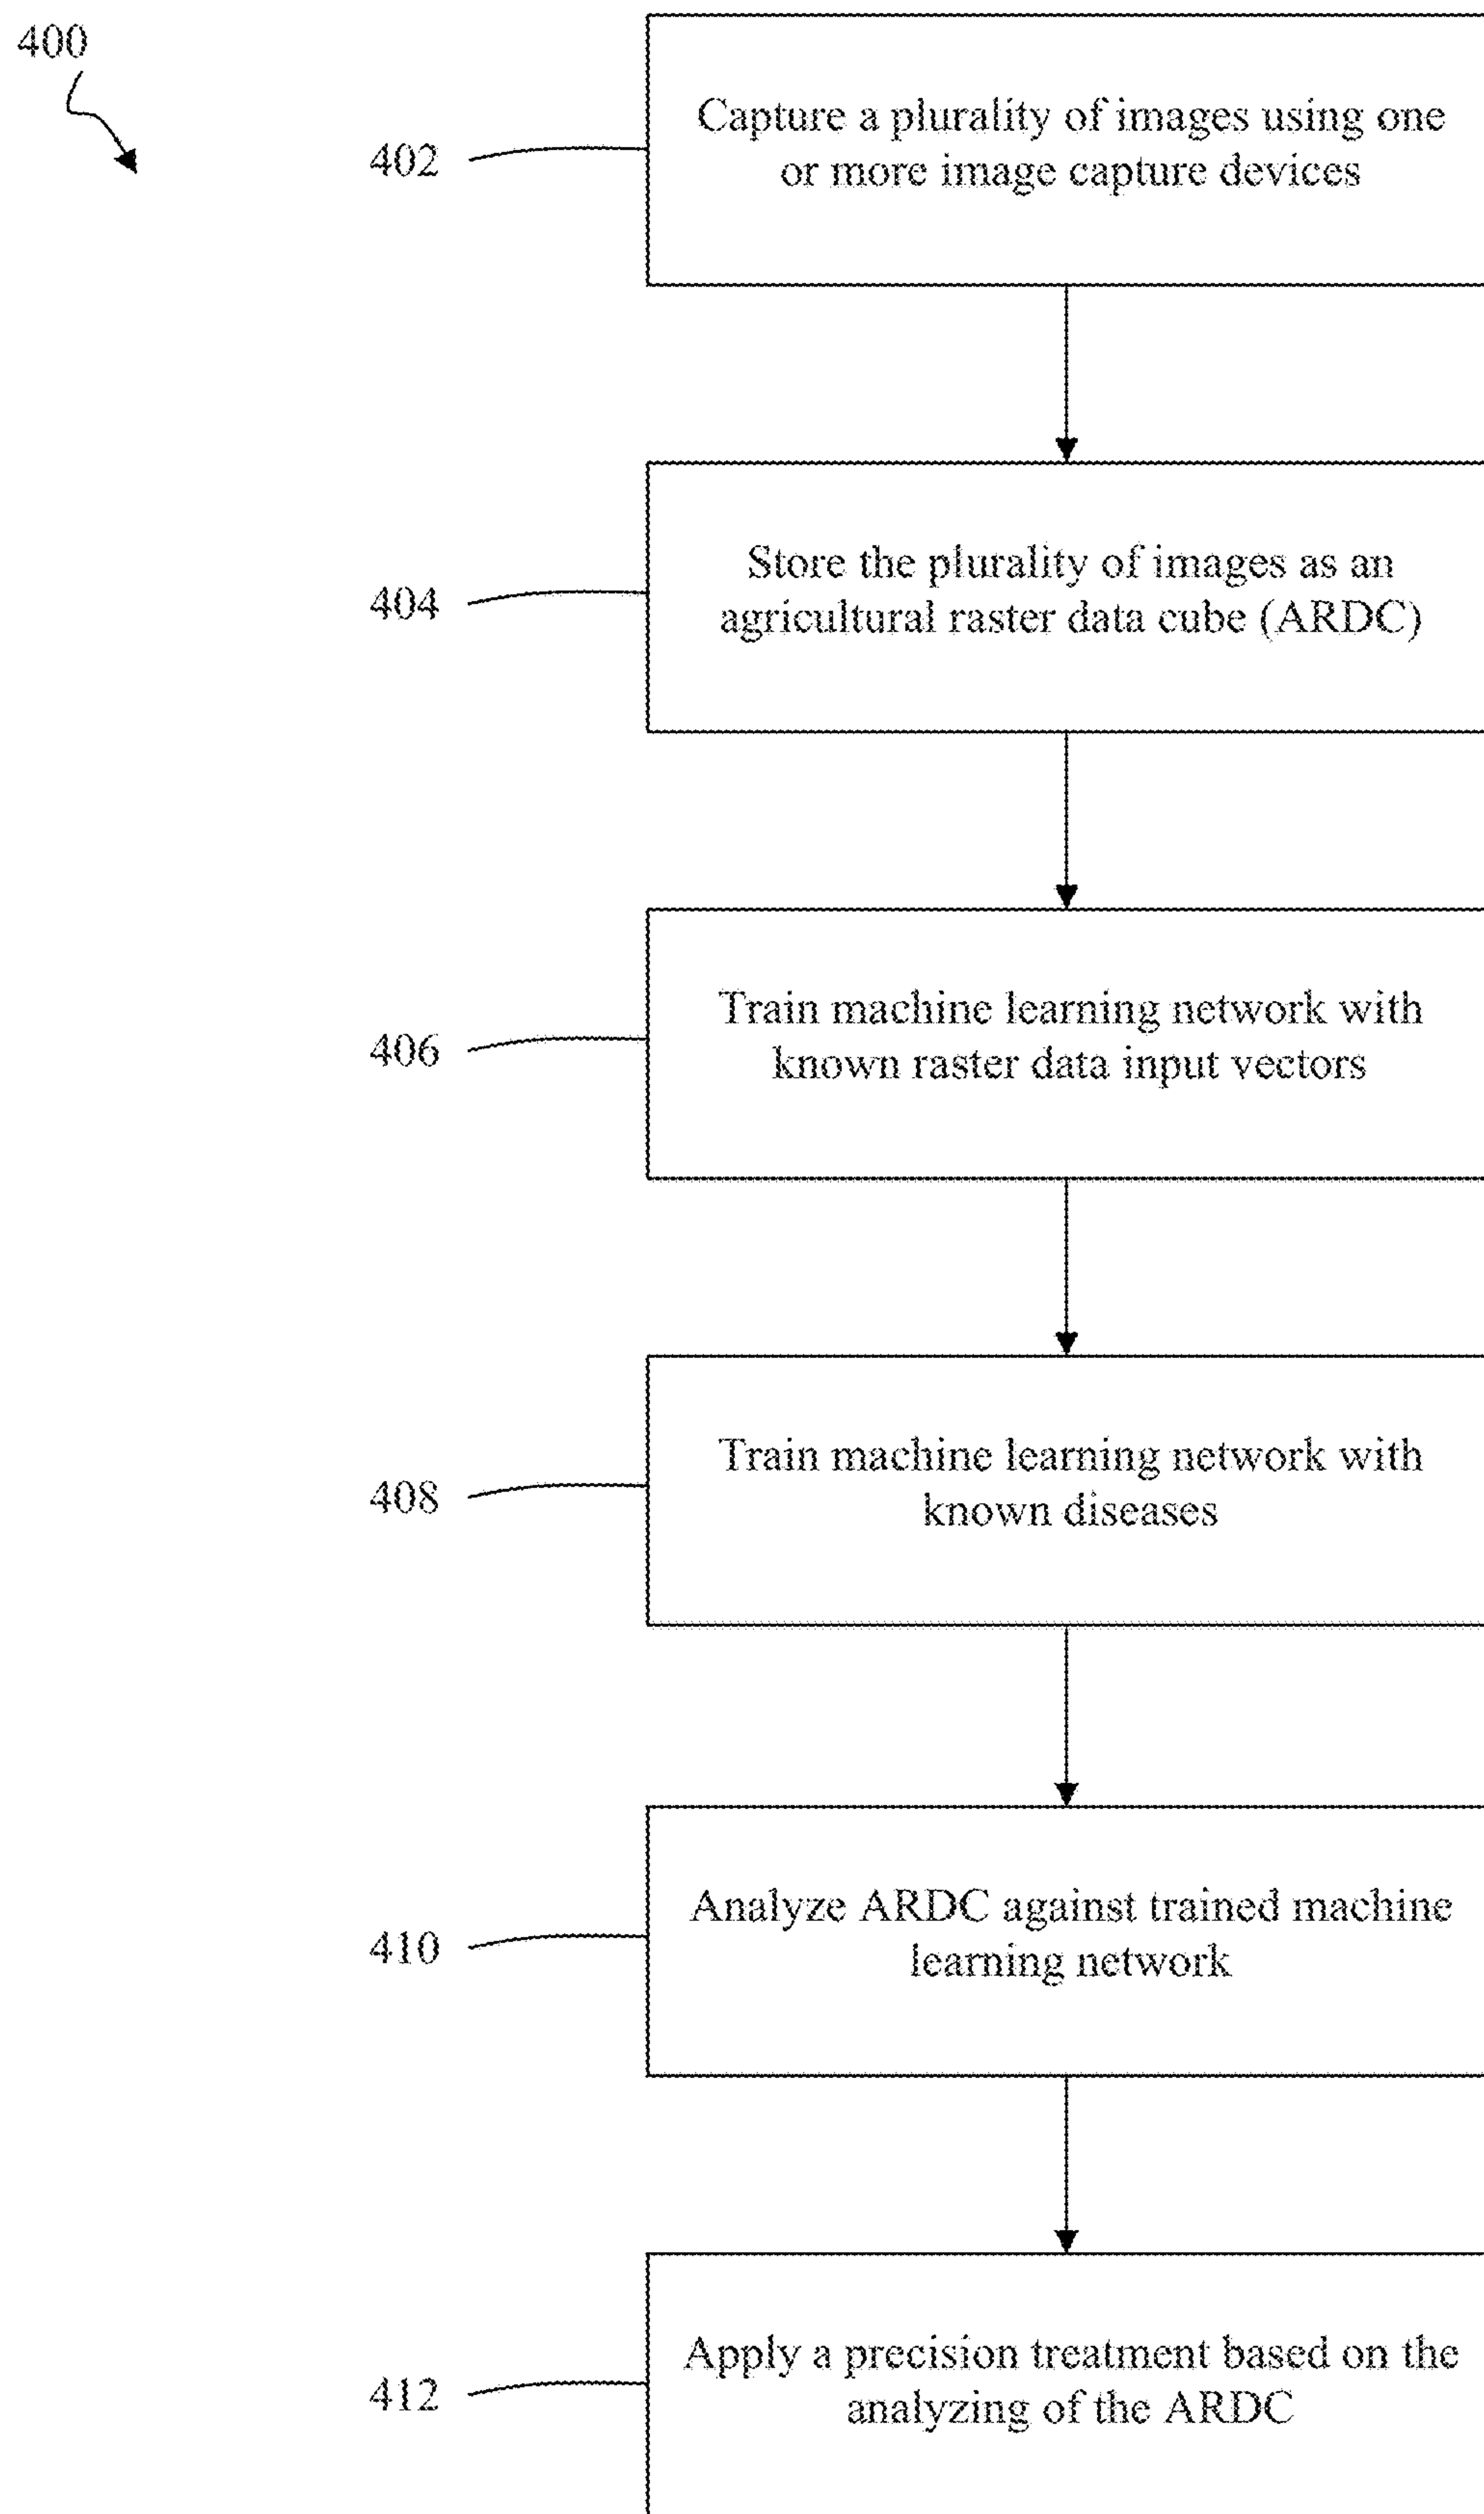 400
402
Capture a plurality of images using one
or more image capture devices
404
Store the plurality of images as an
agricultural raster data cube (ARDC)
406
Train machine learning network with
known raster data input vectors
408
Train machine learning network with
known diseases
410
Analyze ARDC against trained machine
learning network
412
Apply a precision treatment based on the
analyzing of the ARDC